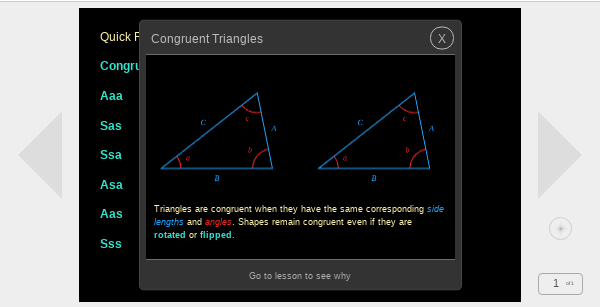 Quick
Congruent Triangles
X
Congru
Aaa
Sas
Ssa
Asa
Aas
Sss
C c A
a b
B
C c A
a b
B
Triangles are congruent when they have the same corresponding side
lengths and angles. Shapes remain congruent even if they are
rotated or flipped.
Go to lesson to see why
1 of 1